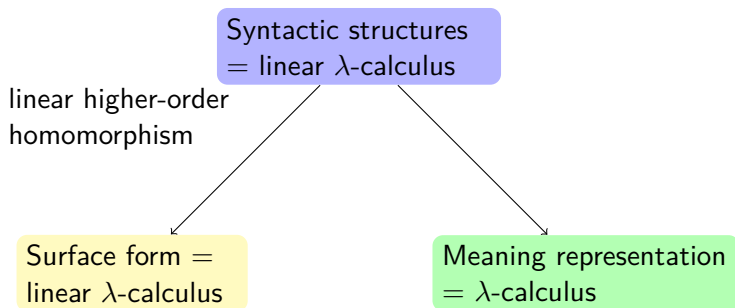 Syntactic structures
= linear λ-calculus
linear higher-order
homomorphism
Surface form =
linear λ-calculus
Meaning representation
= λ-calculus